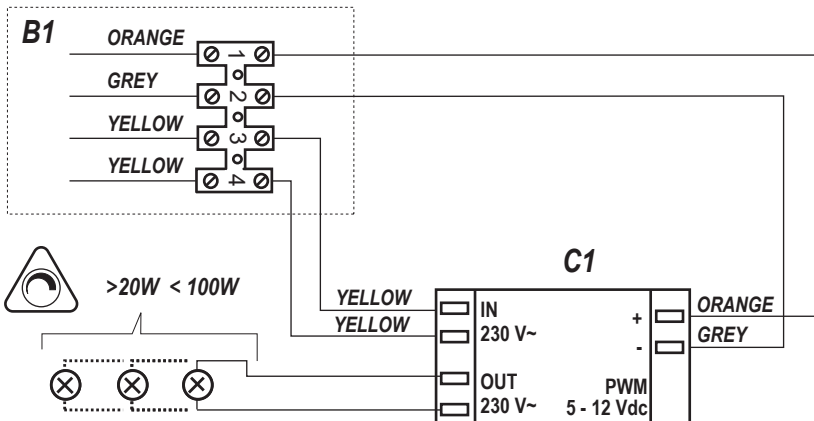 B1
ORANGE
1
GREY
2
YELLOW
3
YELLOW
4
C1
>20W < 100W
YELLOW
YELLOW
IN
230 V~
+
-
ORANGE
GREY
OUT
230 V~
PWM
5 - 12 Vdc